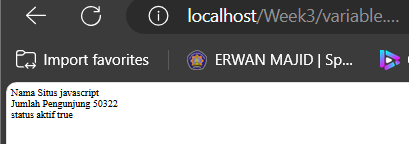 localhost/Week3/variable....
Import favorites
ERWAN MAJID | Sp...
Nama Situs javascript
Jumlah Pengunjung 50322
status aktif true